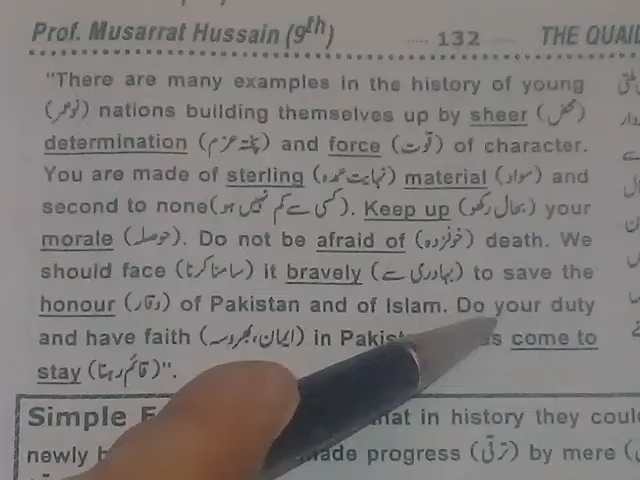 Prof. Musarrat Hussain (9th) 132 THE QUAID
"There are many examples in the history of young
(نوعمر) nations building themselves up by sheer (محض)
determination (پختہ عزم) and force (قوت) of character.
You are made of sterling (نہایت عمدہ) material (مواد) and
second to none (کسی سے کم نہیں ہو). Keep up (بحال رکھو) your
morale (حوصلہ). Do not be afraid of (خوفزدہ) death. We
should face (سامنا کرنا) it bravely (بہادری سے) to save the
honour (وقار) of Pakistan and of Islam. Do your duty
and have faith (ایمان، بھروسہ) in Pakist s come to
stay (قائم رہنا)".
Simple hat in history they coul
newly ade progress (ترقی) by mere